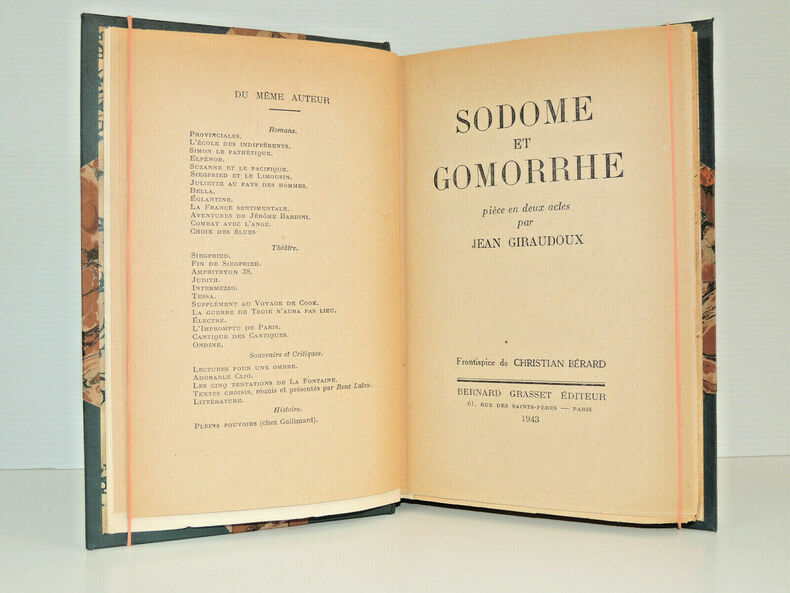 DU MÊME AUTEUR
Romans.
PROVINCIALES.
L'ÉCOLE DES INDIFFÉRENTS.
SIMON LE PATHÉTIQUE.
ELPÉNOR.
SUZANNE ET LE PACIFIQUE.
SIEGFRIED ET LE LIMOUSIN.
JULIETTE AU PAYS DES HOMMES.
BELLA.
ÉGLANTINE.
LA FRANCE SENTIMENTALE.
AVENTURES DE JÉRÔME BARDINI.
COMBAT AVEC L'ANGE.
CHOIX DES ÉLUES
Théâtre.
SIEGFRIED.
FIN DE SIEGFRIED.
AMPHITRYON 38.
JUDITH.
INTERMEZZO.
TESSA.
SUPPLÉMENT AU VOYAGE DE COOK.
LA GUERRE DE TROIE N'AURA PAS LIEU.
ÉLECTRE.
L'IMPROMPTU DE PARIS.
CANTIQUE DES CANTIQUES.
ONDINE.
Souvenirs et Critiques.
LECTURES POUR UNE OMBRE.
ADORABLE CLIO.
LES CINQ TENTATIONS DE LA FONTAINE.
TEXTES CHOISIS, réunis et présentés par René Lalou.
LITTÉRATURE.
Histoire.
PLEINS POUVOIRS (chez Gallimard).
SODOME
ET
GOMORRHE
pièce en deux actes
par
JEAN GIRAUDOUX
Frontispice de CHRISTIAN BÉRARD
BERNARD GRASSET ÉDITEUR
61, RUE DES SAINTS-PÈRES — PARIS
1943